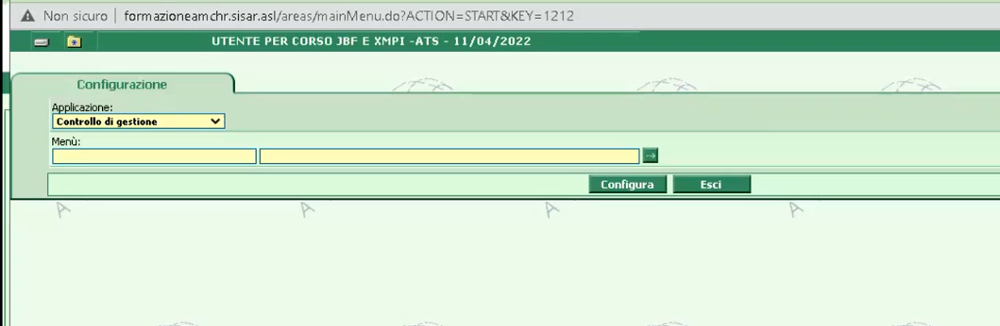 Non sicuro | formazioneamchr.sisar.asl/areas/mainMenu.do?ACTION=START&KEY=1212
UTENTE PER CORSO JBF E XMPI -ATS - 11/04/2022
Configurazione
Applicazione:
Controllo di gestione
Menù:
Configura Esci